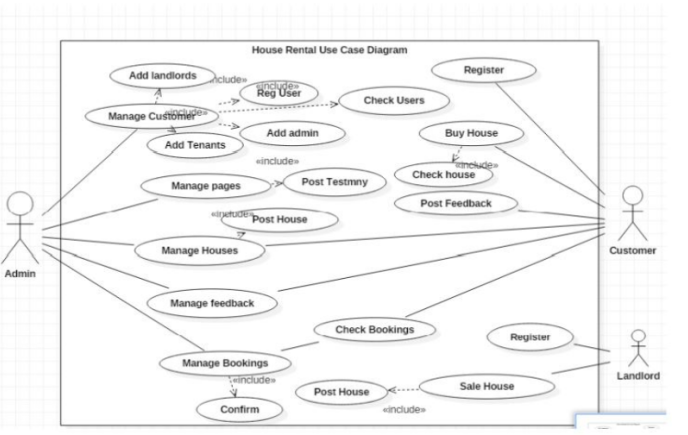 House Rental Use Case Diagram
Add landlords
«include»
Reg User
«include»
Register
Check Users
Manage Customer
«include»
Add admin
Buy House
Add Tenants
«include»
Check house
«include»
Manage pages
Post Testmny
Post Feedback
«include»
Post House
Admin
Customer
Manage Houses
Manage feedback
Check Bookings
Register
Manage Bookings
Landlord
«include»
Post House
Sale House
Confirm
«include»